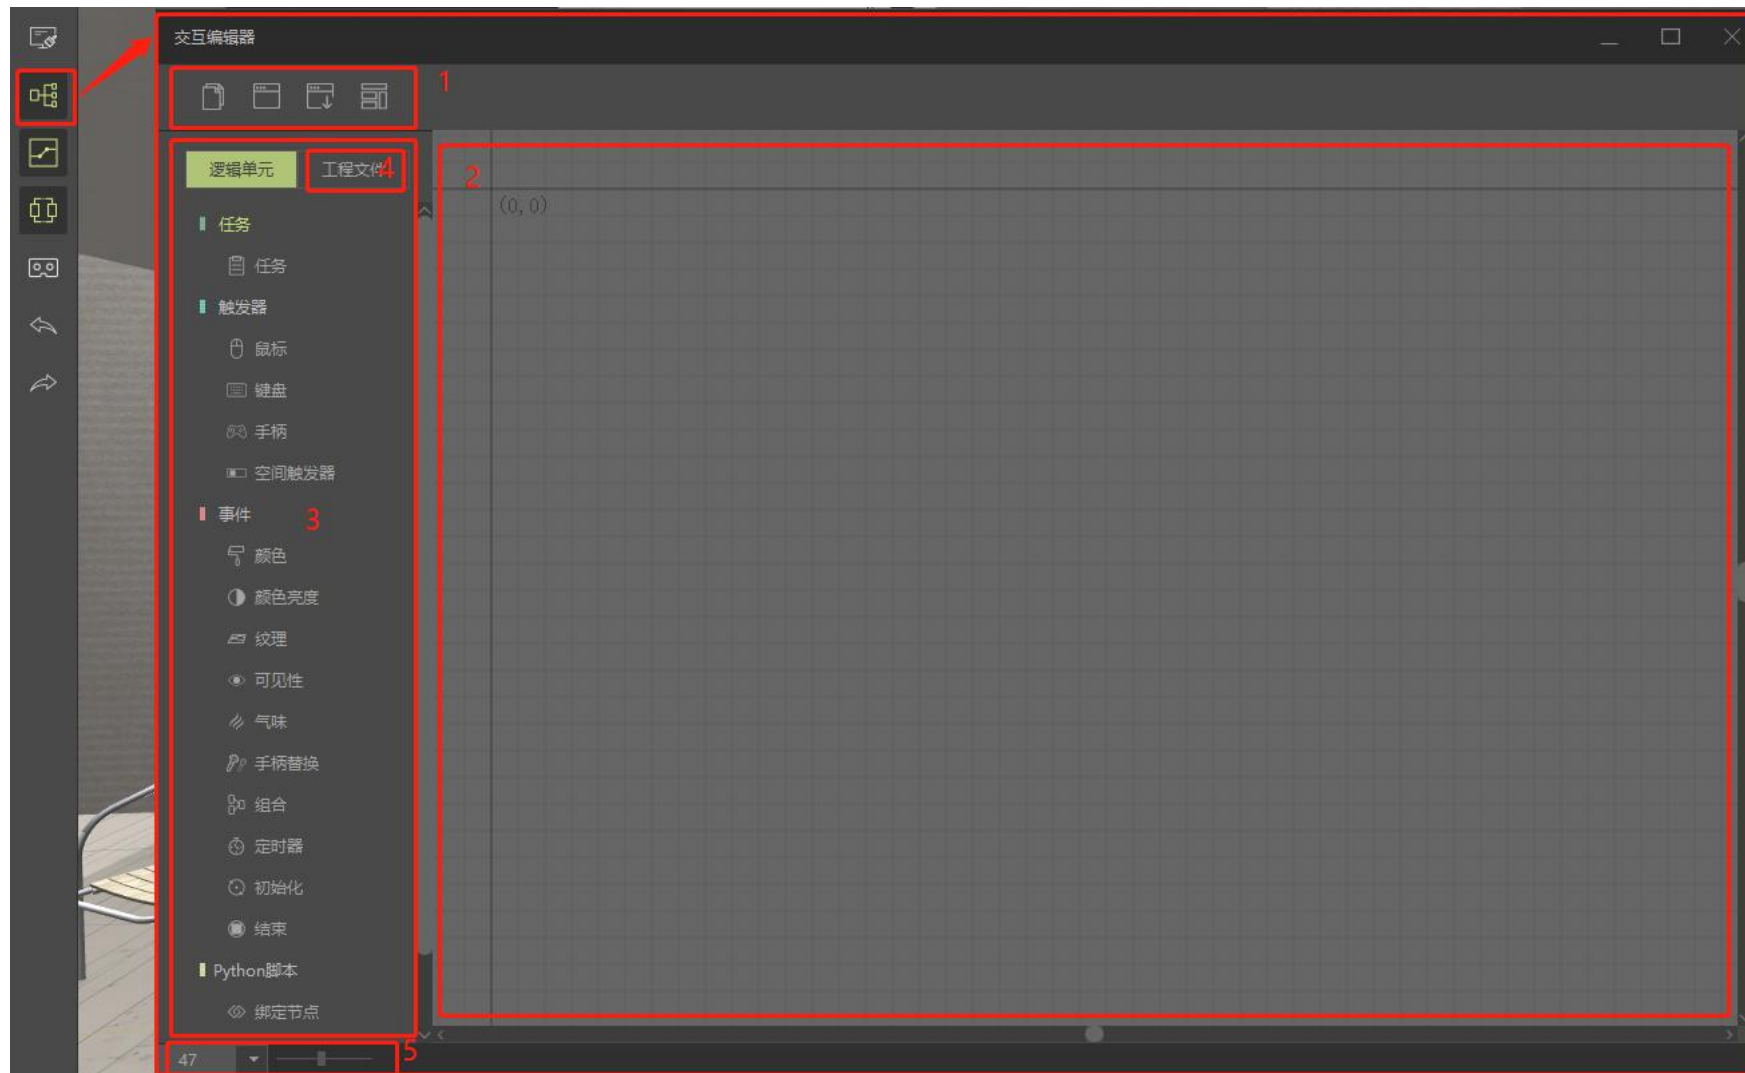 交互编辑器
1
逻辑单元
工程文件
4
2
(0, 0)
任务
任务
触发器
鼠标
键盘
手柄
空间触发器
事件
3
颜色
颜色亮度
纹理
可见性
气味
手柄替换
组合
定时器
初始化
结束
Python脚本
绑定节点
47
5